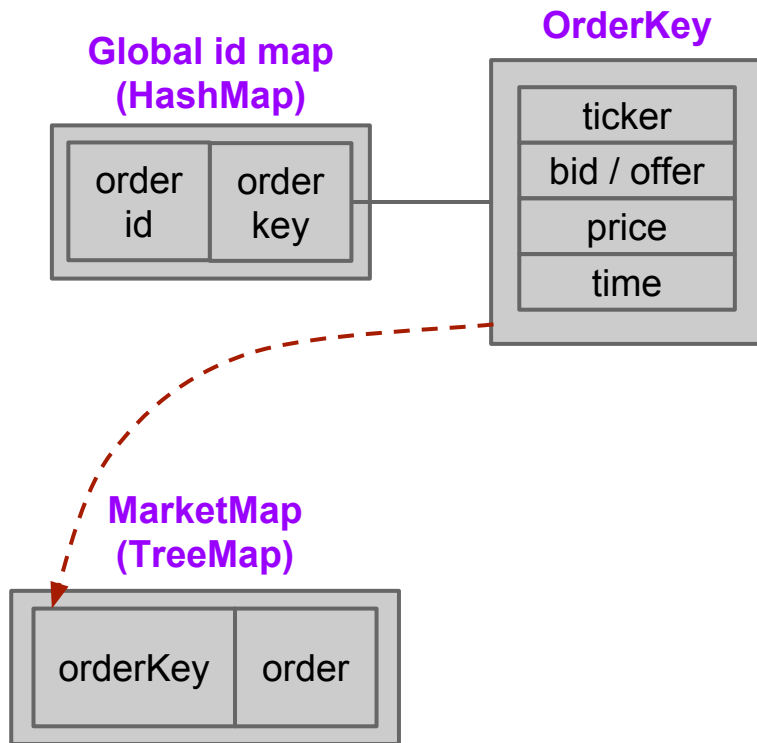 Global id map
(HashMap)
order
id
order
key
OrderKey
ticker
bid / offer
price
time
MarketMap
(TreeMap)
orderKey
order